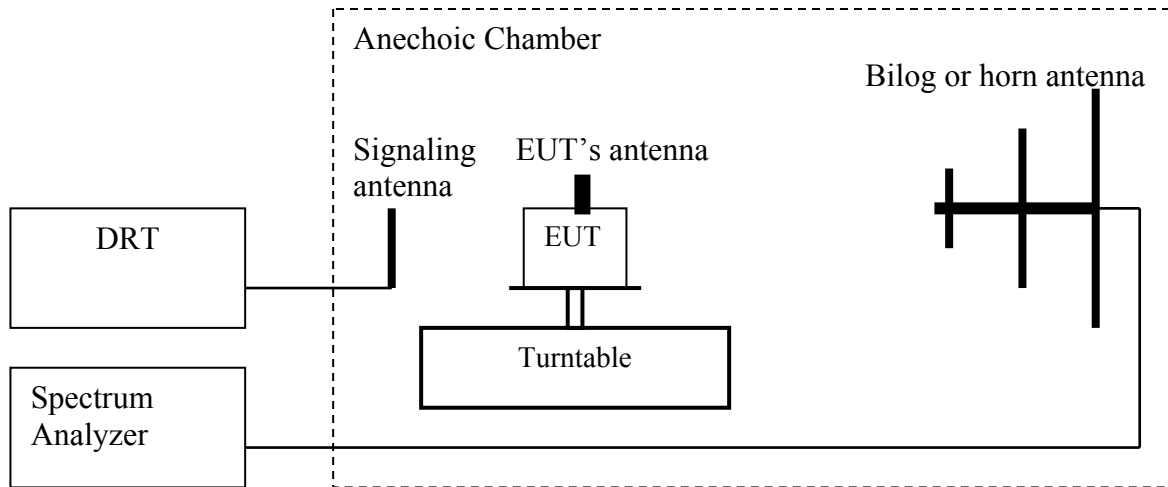 Anechoic Chamber
Bilog or horn antenna
Signaling
antenna
EUT’s antenna
DRT
EUT
Turntable
Spectrum
Analyzer